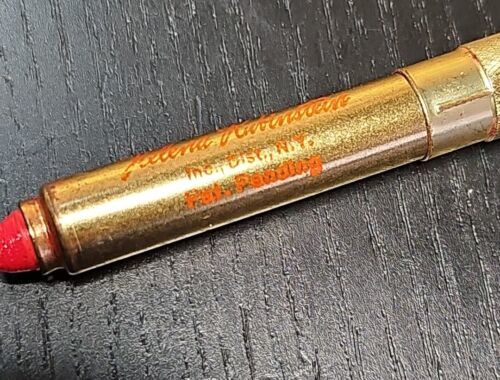 Helena Rubinstein
Inc., Dist., N.Y.
Pat. Pending